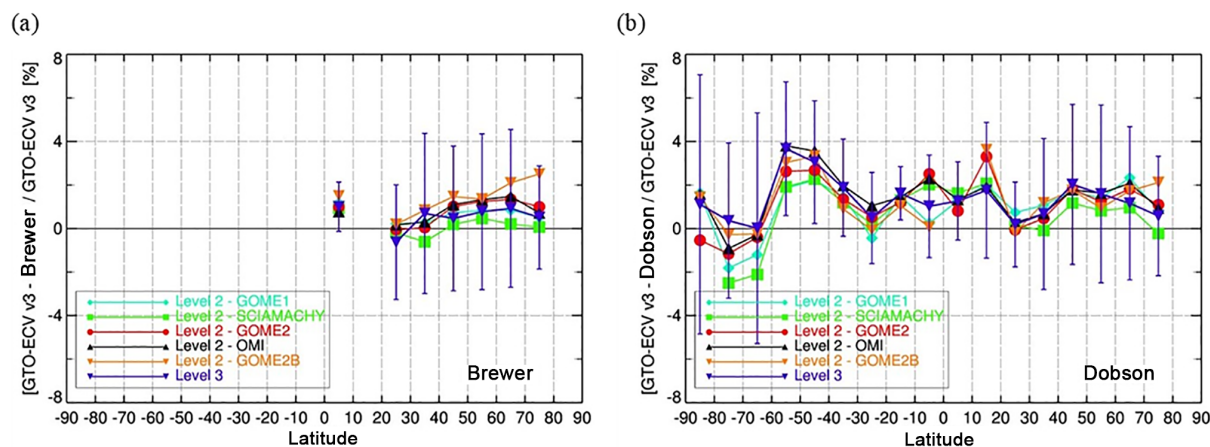 (a)
[GTO-ECV v3 - Brewer / GTO-ECV v3 [%]
8
4
0
-4
-8
Level 2 - GOME1
Level 2 - SCIAMACHY
Level 2 - GOME2
Level 2 - OMI
Level 2 - GOME2B
Level 3
Brewer
-90 -80 -70 -60 -50 -40 -30 -20 -10 0 10 20 30 40 50 60 70 80 90
Latitude
(b)
[GTO-ECV v3 - Dobson / GTO-ECV v3 [%]
8
4
0
-4
-8
Level 2 - GOME1
Level 2 - SCIAMACHY
Level 2 - GOME2
Level 2 - OMI
Level 2 - GOME2B
Level 3
Dobson
-90 -80 -70 -60 -50 -40 -30 -20 -10 0 10 20 30 40 50 60 70 80 90
Latitude